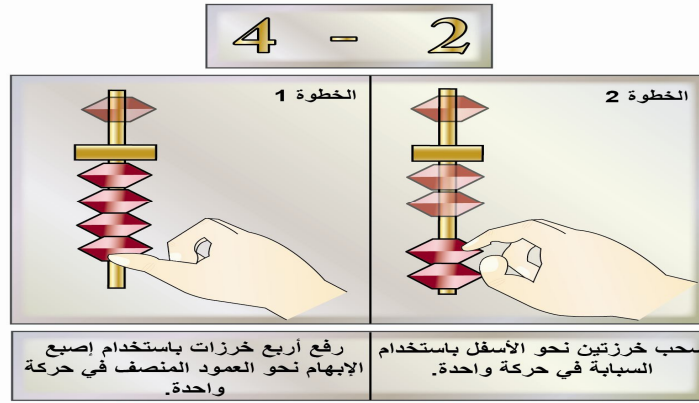 4 - 2
الخطوة 1
رفع أربع خرزات باستخدام إصبع
الإبهام نحو العمود المنصف في حركة
واحدة.
الخطوة 2
سحب خرزتين نحو الأسفل باستخدام
السبابة في حركة واحدة.